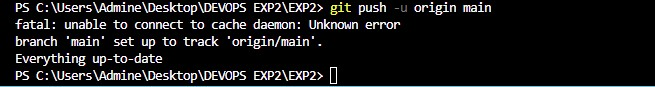 PS C:\Users\Admine\Desktop\DEVOPS EXP2\EXP2> git push -u origin main
fatal: unable to connect to cache daemon: Unknown error
branch 'main' set up to track 'origin/main'.
Everything up-to-date
PS C:\Users\Admine\Desktop\DEVOPS EXP2\EXP2>